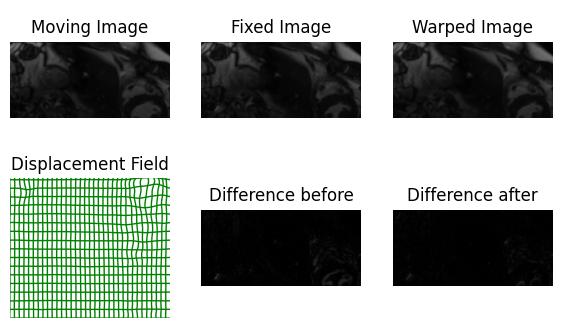 Moving Image
Fixed Image
Warped Image
Displacement Field
Difference before
Difference after